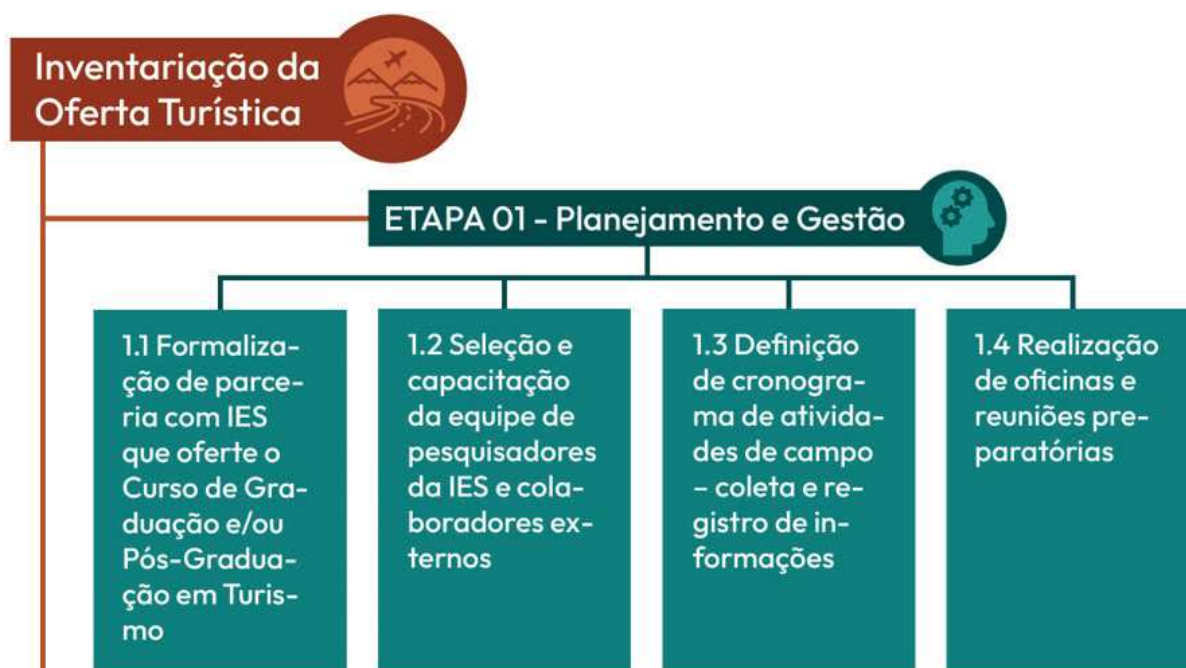 Inventariação da
Oferta Turística
ETAPA 01 - Planejamento e Gestão
1.1 Formaliza-
ção de parce-
ria com IES
que oferte o
Curso de Gra-
duação e/ou
Pós-Gradua-
ção em Turis-
mo
1.2 Seleção e
capacitação
da equipe de
pesquisadores
da IES e cola-
boradores ex-
ternos
1.3 Definição
de cronogra-
ma de ativida-
des de campo
– coleta e re-
gistro de in-
formações
1.4 Realização
de oficinas e
reuniões pre-
paratórias